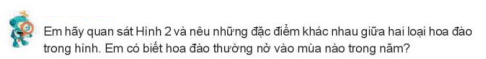 Em hãy quan sát Hình 2 và nêu những đặc điểm khác nhau giữa hai loại hoa đào
trong hình. Em có biết hoa đào thường nở vào mùa nào trong năm?